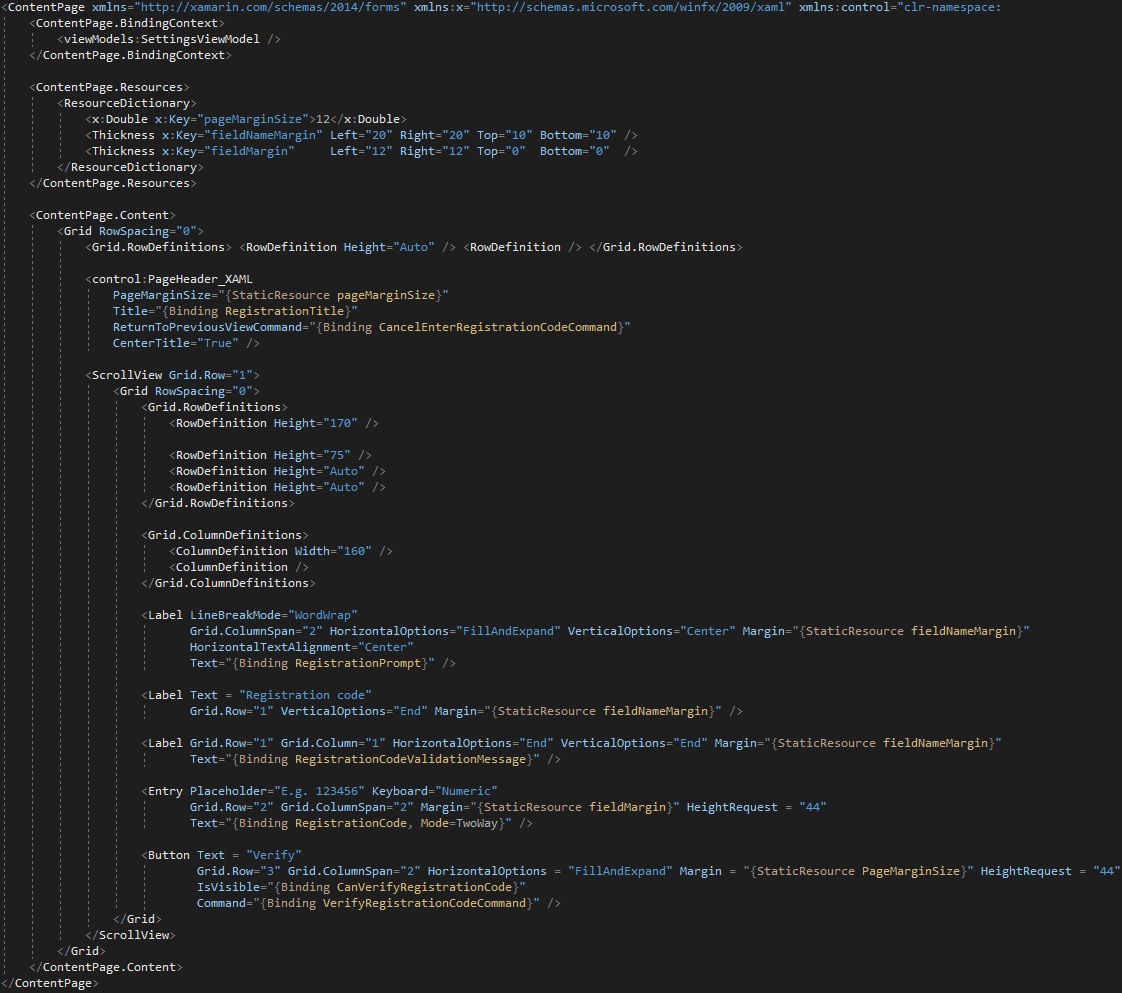 <ContentPage xmlns="http://xamarin.com/schemas/2014/forms" xmlns:x="http://schemas.microsoft.com/winfx/2009/xaml" xmlns:control="clr-namespace:
    <ContentPage.BindingContext>
        <viewModels:SettingsViewModel />
    </ContentPage.BindingContext>

    <ContentPage.Resources>
        <ResourceDictionary>
            <x:Double x:Key="pageMarginSize">12</x:Double>
            <Thickness x:Key="fieldNameMargin" Left="20" Right="20" Top="10" Bottom="10" />
            <Thickness x:Key="fieldMargin"     Left="12" Right="12" Top="0"  Bottom="0"  />
        </ResourceDictionary>
    </ContentPage.Resources>

    <ContentPage.Content>
        <Grid RowSpacing="0">
            <Grid.RowDefinitions> <RowDefinition Height="Auto" /> <RowDefinition /> </Grid.RowDefinitions>

            <control:PageHeader_XAML
                PageMarginSize="{StaticResource pageMarginSize}"
                Title="{Binding RegistrationTitle}"
                ReturnToPreviousViewCommand="{Binding CancelEnterRegistrationCodeCommand}"
                CenterTitle="True" />

            <ScrollView Grid.Row="1">
                <Grid RowSpacing="0">
                    <Grid.RowDefinitions>
                        <RowDefinition Height="170" />

                        <RowDefinition Height="75" />
                        <RowDefinition Height="Auto" />
                        <RowDefinition Height="Auto" />
                    </Grid.RowDefinitions>

                    <Grid.ColumnDefinitions>
                        <ColumnDefinition Width="160" />
                        <ColumnDefinition />
                    </Grid.ColumnDefinitions>

                    <Label LineBreakMode="WordWrap"
                           Grid.ColumnSpan="2" HorizontalOptions="FillAndExpand" VerticalOptions="Center" Margin="{StaticResource fieldNameMargin}"
                           HorizontalTextAlignment="Center"
                           Text="{Binding RegistrationPrompt}" />

                    <Label Text = "Registration code"
                           Grid.Row="1" VerticalOptions="End" Margin="{StaticResource fieldNameMargin}" />

                    <Label Grid.Row="1" Grid.Column="1" HorizontalOptions="End" VerticalOptions="End" Margin="{StaticResource fieldNameMargin}"
                           Text="{Binding RegistrationCodeValidationMessage}" />

                    <Entry Placeholder="E.g. 123456" Keyboard="Numeric"
                           Grid.Row="2" Grid.ColumnSpan="2" Margin="{StaticResource fieldMargin}" HeightRequest = "44"
                           Text="{Binding RegistrationCode, Mode=TwoWay}" />

                    <Button Text = "Verify"
                            Grid.Row="3" Grid.ColumnSpan="2" HorizontalOptions = "FillAndExpand" Margin = "{StaticResource PageMarginSize}" HeightRequest = "44"
                            IsVisible="{Binding CanVerifyRegistrationCode}"
                            Command="{Binding VerifyRegistrationCodeCommand}" />
                </Grid>
            </ScrollView>
        </Grid>
    </ContentPage.Content>
</ContentPage>